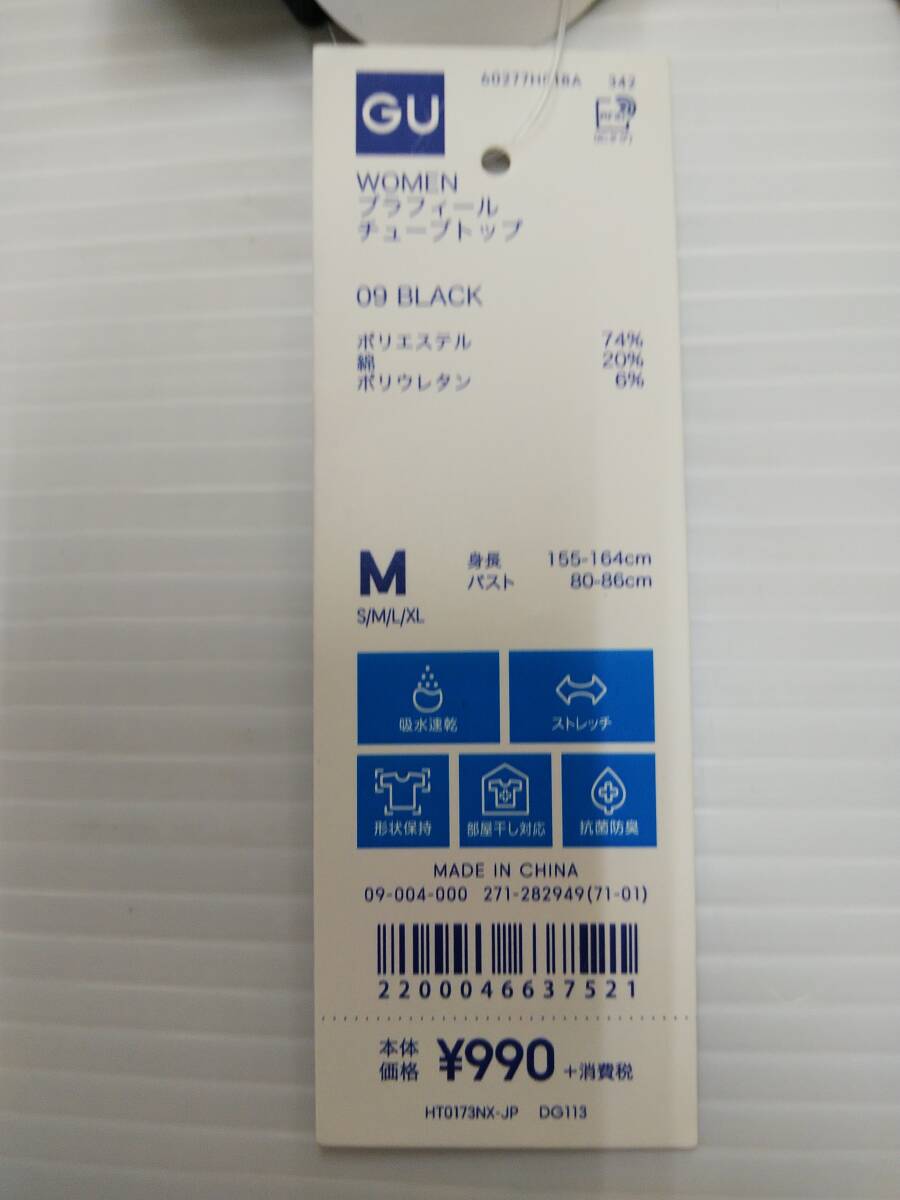 GU
342
WOMEN
ブラフィール
チューブトップ
09 BLACK
ポリエステル 74%
綿 20%
ポリウレタン 6%
M 身長 155-164cm
バスト 80-86cm
S/M/L/XL
吸水速乾 ストレッチ
形状保持 部屋干し対応 抗菌防臭
MADE IN CHINA
09-004-000 271-282949(71-01)
2200046637521
本体価格 ¥990 +消費税
HT0173NX-JP DG113